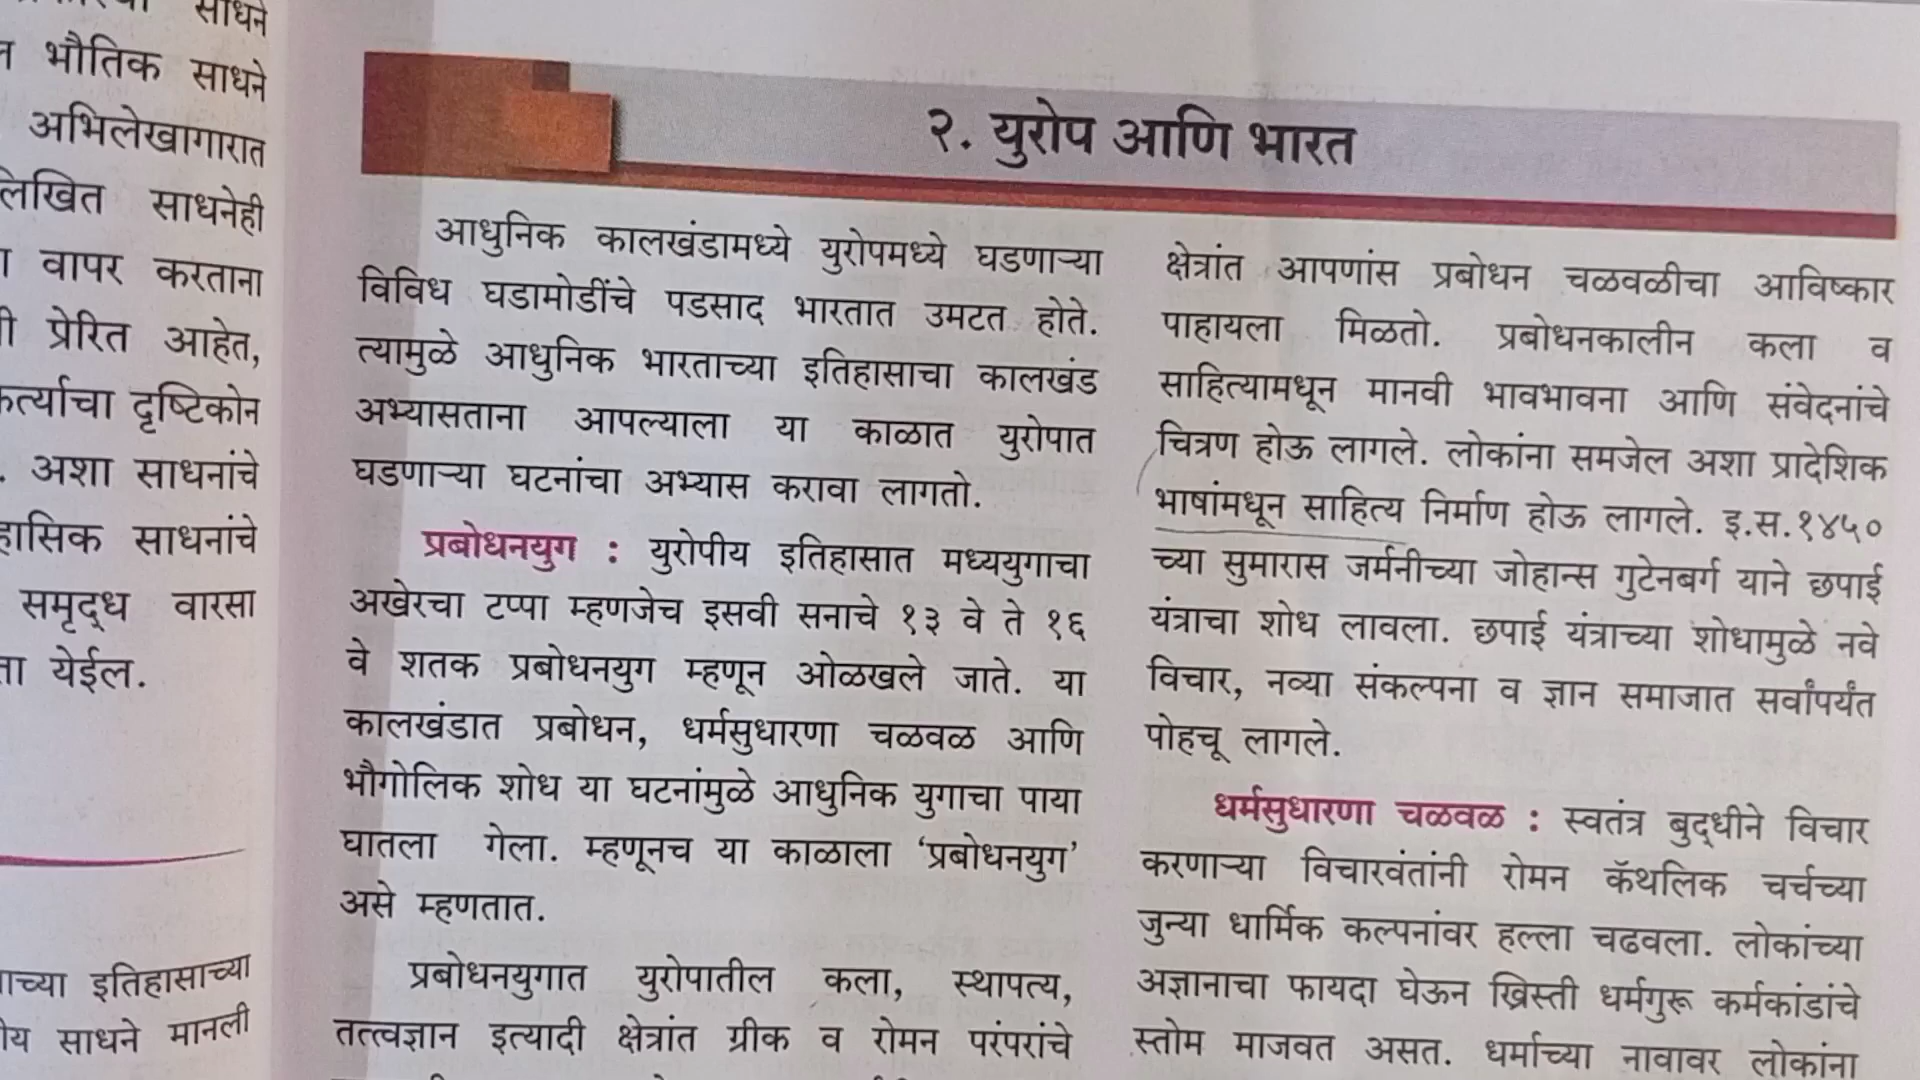 साधने
भौतिक साधने
अभिलेखागारात
लिखित साधनेही
वापर करताना
प्रेरित आहेत,
दृष्टिकोन
अशा साधनांचे
साधनांचे
समृद्ध वारसा
येईल.
इतिहासाच्या
साधने मानली
२. युरोप आणि भारत
आधुनिक कालखंडामध्ये युरोपमध्ये घडणाऱ्या
विविध घडामोडींचे पडसाद भारतात उमटत होते.
त्यामुळे आधुनिक भारताच्या इतिहासाचा कालखंड
अभ्यासताना आपल्याला या काळात युरोपात
घडणाऱ्या घटनांचा अभ्यास करावा लागतो.
प्रबोधनयुग : युरोपीय इतिहासात मध्ययुगाचा
अखेरचा टप्पा म्हणजेच इसवी सनाचे १३ वे ते १६
वे शतक प्रबोधनयुग म्हणून ओळखले जाते. या
कालखंडात प्रबोधन, धर्मसुधारणा चळवळ आणि
भौगोलिक शोध या घटनांमुळे आधुनिक युगाचा पाया
घातला गेला. म्हणूनच या काळाला ‘प्रबोधनयुग’
असे म्हणतात.
प्रबोधनयुगात युरोपातील कला, स्थापत्य,
तत्त्वज्ञान इत्यादी क्षेत्रांत ग्रीक व रोमन परंपरांचे
क्षेत्रांत आपणांस प्रबोधन चळवळीचा आविष्कार
पाहायला मिळतो. प्रबोधनकालीन कला व
साहित्यामधून मानवी भावभावना आणि संवेदनांचे
चित्रण होऊ लागले. लोकांना समजेल अशा प्रादेशिक
भाषांमधून साहित्य निर्माण होऊ लागले. इ.स.१४५०
च्या सुमारास जर्मनीच्या जोहान्स गुटेनबर्ग याने छपाई
यंत्राचा शोध लावला. छपाई यंत्राच्या शोधामुळे नवे
विचार, नव्या संकल्पना व ज्ञान समाजात सर्वांपर्यंत
पोहचू लागले.
धर्मसुधारणा चळवळ : स्वतंत्र बुद्धीने विचार
करणाऱ्या विचारवंतांनी रोमन कॅथलिक चर्चच्या
जुन्या धार्मिक कल्पनांवर हल्ला चढवला. लोकांच्या
अज्ञानाचा फायदा घेऊन ख्रिस्ती धर्मगुरू कर्मकांडांचे
स्तोम माजवत असत. धर्माच्या नावावर लोकांना